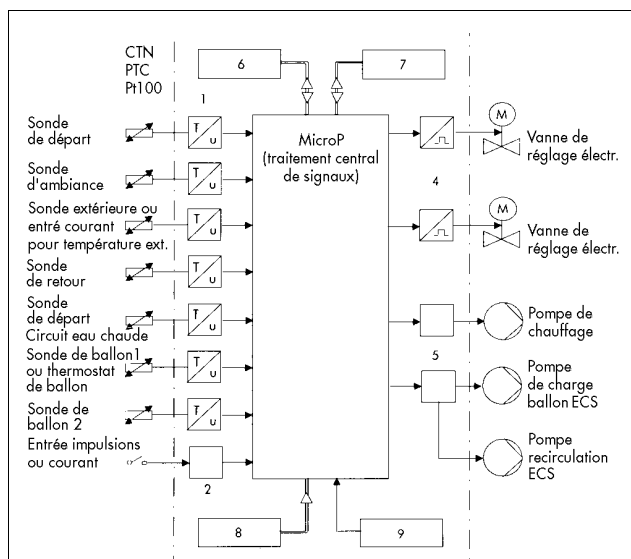 CTN
PTC
Pt100
6
7
1
Sonde
de départ
T
u
MicroP
(traitement central
de signaux)
M
Vanne de
réglage électr.
Sonde
d'ambiance
T
u
4
Sonde extérieure ou
entré courant
pour température ext.
T
u
M
Vanne de
réglage électr.
Sonde
de retour
T
u
Sonde
de départ
Circuit eau chaude
T
u
Pompe de
chauffage
Sonde de ballon1
ou thermostat
de ballon
T
u
5
Pompe
de charge
ballon ECS
Sonde de
ballon 2
T
u
Entrée impulsions
ou courant
2
Pompe
recirculation
ECS
8
9